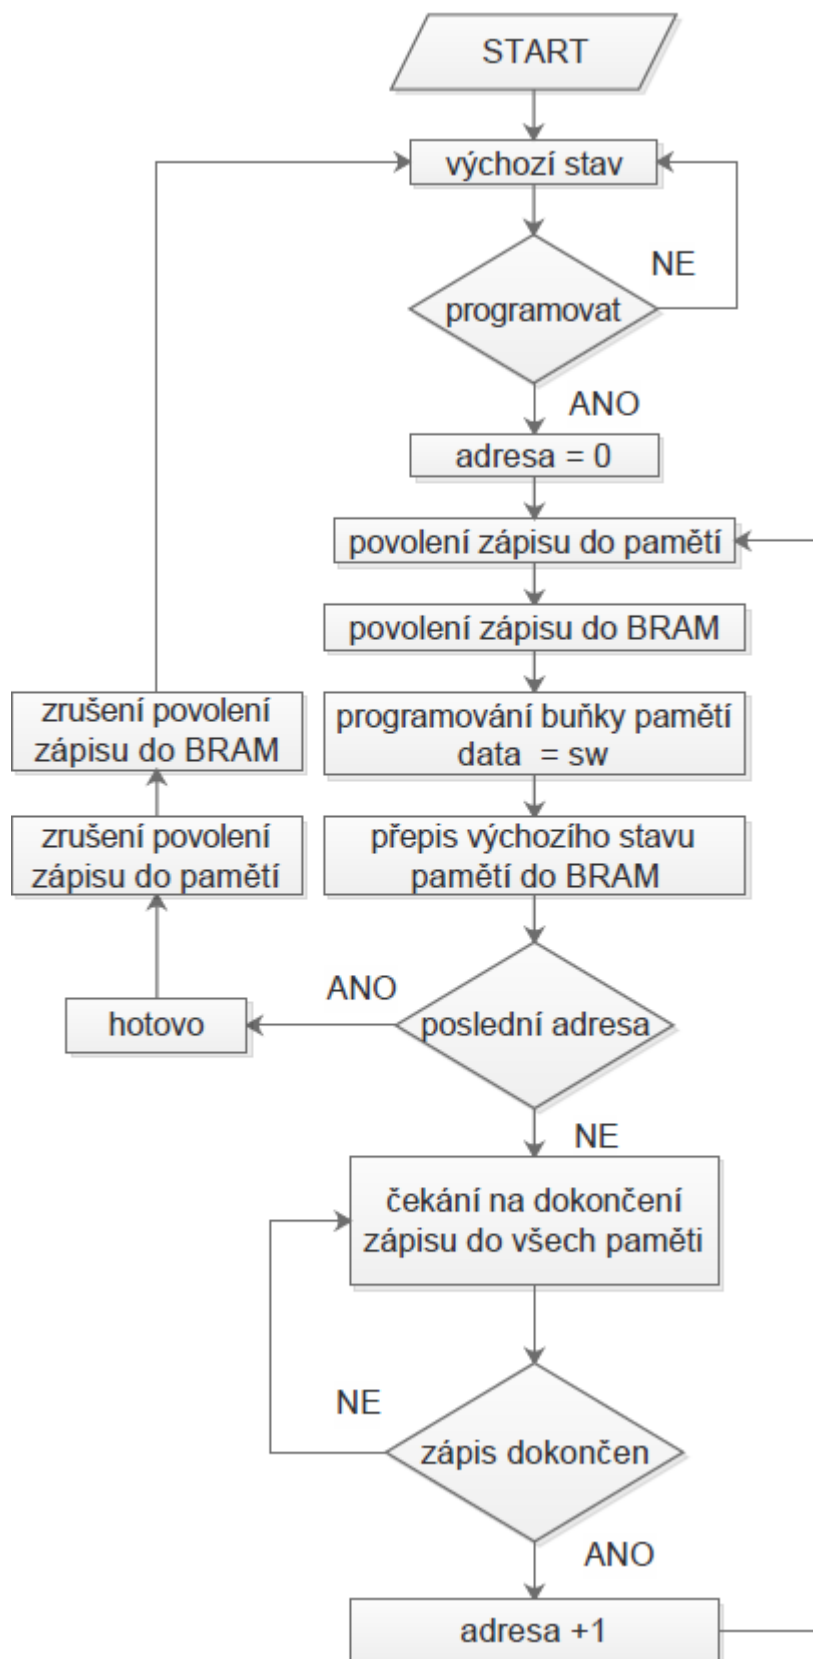 START
výchozí stav
NE
programovat
ANO
adresa = 0
povolení zápisu do pamětí
povolení zápisu do BRAM
programování buňky pamětí
data  = sw
přepis výchozího stavu
pamětí do BRAM
zrušení povolení
zápisu do BRAM
zrušení povolení
zápisu do pamětí
ANO
hotovo
poslední adresa
NE
čekání na dokončení
zápisu do všech paměti
NE
zápis dokončen
ANO
adresa +1